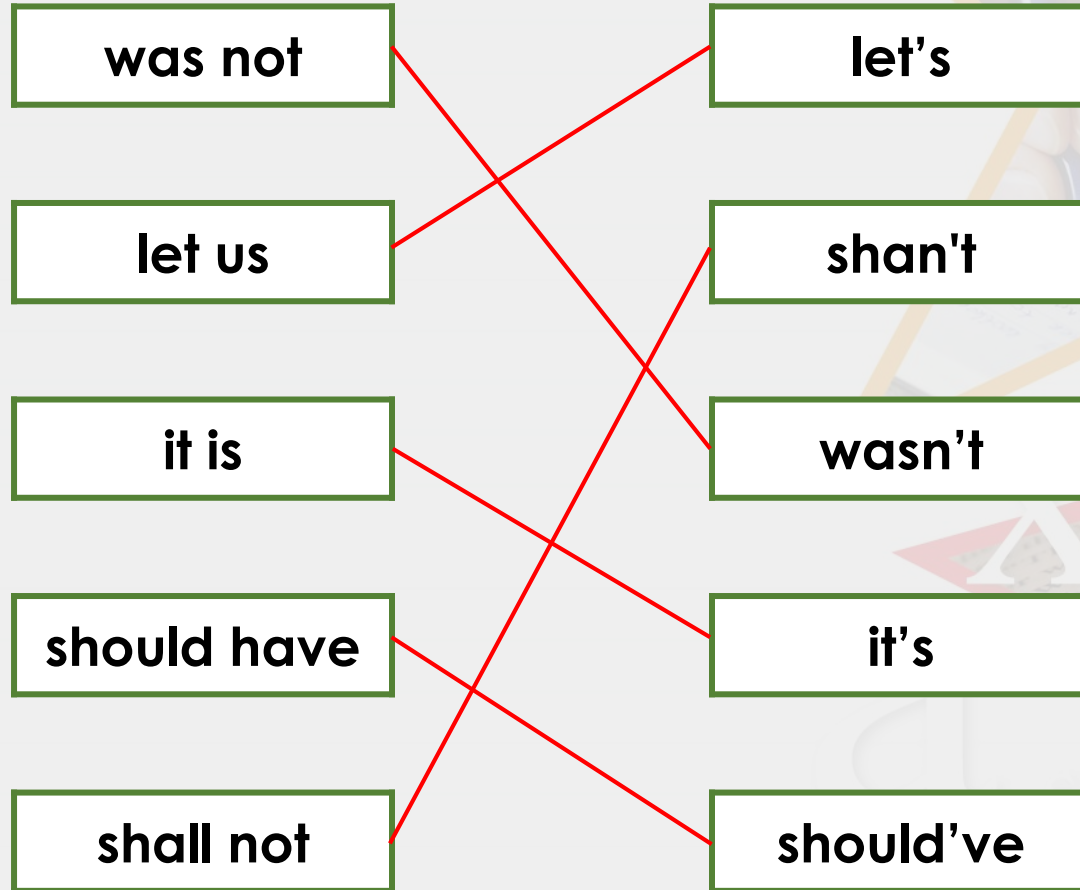 was not
let’s
let us
shan't
it is
wasn’t
should have
it’s
shall not
should’ve